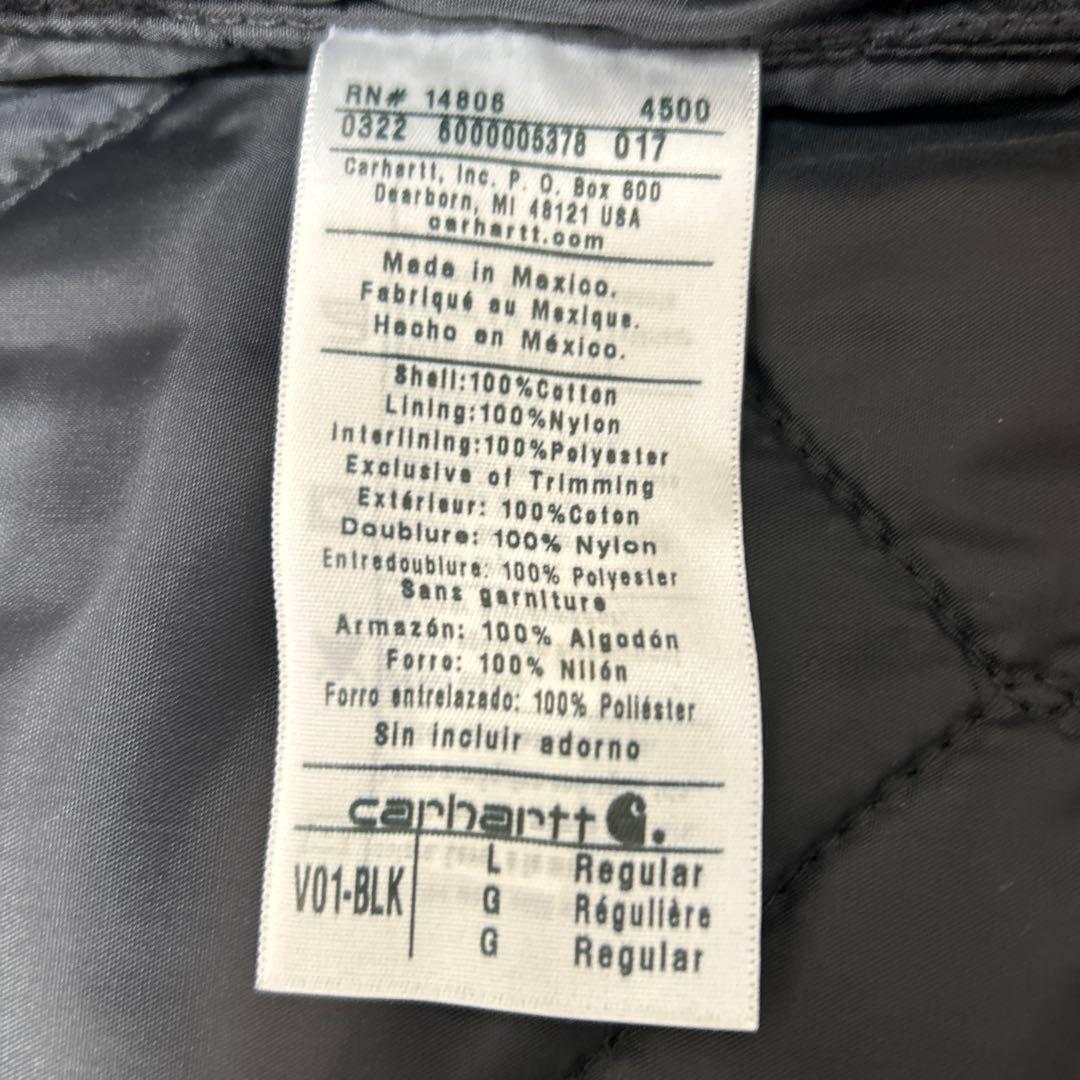 RN# 14806 4500
0322 6000005378 017
Carhartt, Inc. P. O. Box 600
Dearborn, MI 48121 USA
carhartt.com
Made in Mexico.
Fabriqué au Mexique.
Hecho en México.
Shell:100%Cotton
Lining:100%Nylon
Interlining:100%Polyester
Exclusive of Trimming
Extérieur: 100%Coton
Doublure: 100% Nylon
Entredoublure: 100% Polyester
Sans garniture
Armazón: 100% Algodón
Forro: 100% Nilón
Forro entrelazado: 100% Poliéster
Sin incluir adorno
carhartt
V01-BLK
L Regular
G Régulière
G Regular